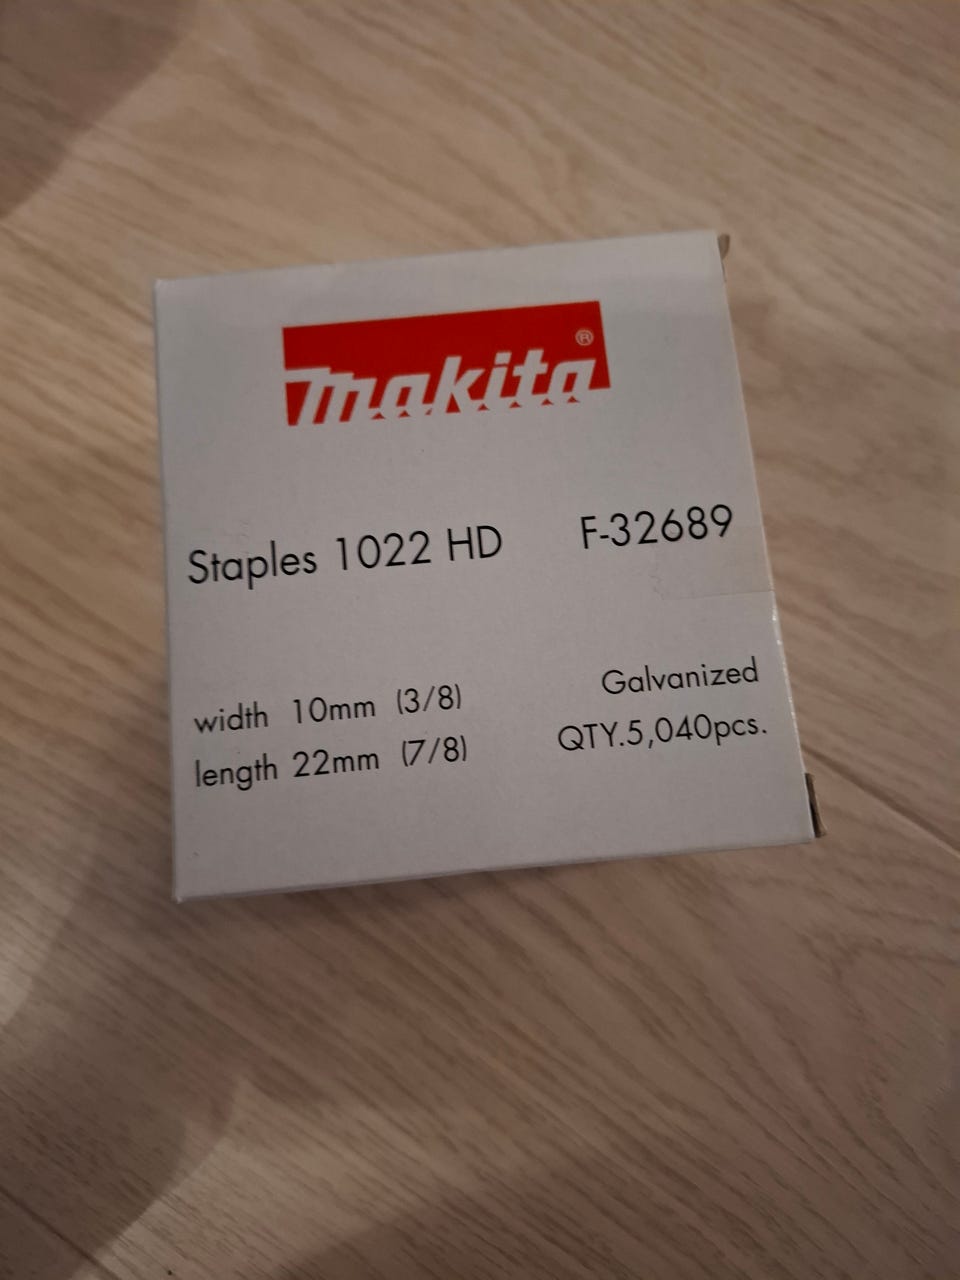 makita®
Staples 1022 HD F-32689
width 10mm (3/8)
length 22mm (7/8)
Galvanized
QTY.5,040pcs.